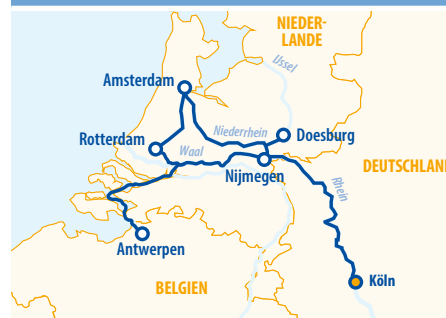 NIEDER-
LANDE
IJssel
Amsterdam
Niederrhein
Doesburg
Rotterdam
Waal
Nijmegen
DEUTSCHLAND
Rhein
Antwerpen
BELGIEN
Köln